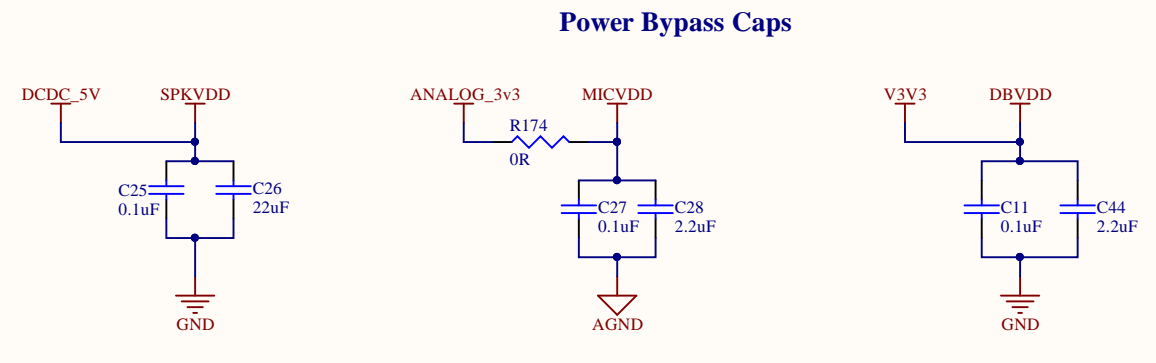 Power Bypass Caps
DCDC_5V
SPKVDD
C25
0.1uF
C26
22uF
GND
ANALOG_3v3
MICVDD
R174
0R
C27
0.1uF
C28
2.2uF
AGND
V3V3
DBVDD
C11
0.1uF
C44
2.2uF
GND